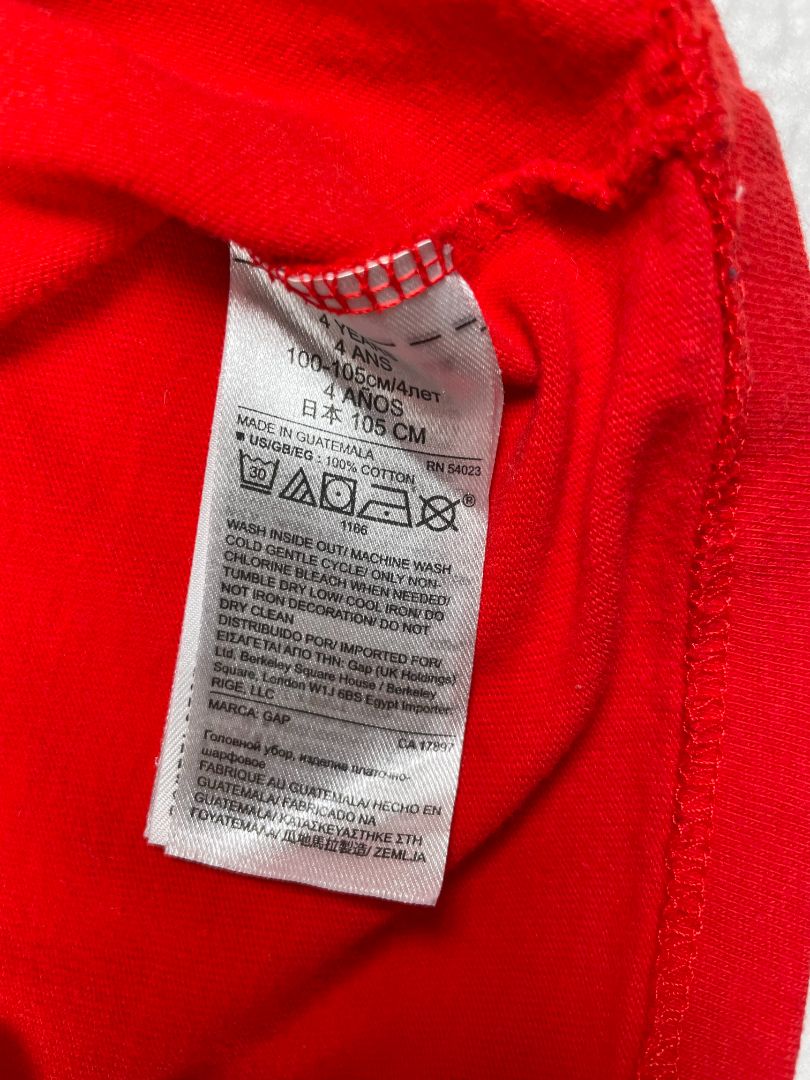 4 YEA
4 ANS
100-105см/4лет
4 AÑOS
日本 105 CM
MADE IN GUATEMALA RN 54023
■ US/GB/EG : 100% COTTON
30 ®
1166
WASH INSIDE OUT/ MACHINE WASH
COLD GENTLE CYCLE/ ONLY NON-
CHLORINE BLEACH WHEN NEEDED/
TUMBLE DRY LOW/ COOL IRON/ DO
NOT IRON DECORATION/ DO NOT
DRY CLEAN
DISTRIBUIDO POR/ IMPORTED FOR/
ΕΙΣΑΓΕΤΑΙ ΑΠΟ ΤΗΝ: Gap (UK Holdings)
Ltd. Berkeley Square House / Berkeley
Square, London W1J 6BS Egypt Importer:
RIGE, LLC
MARCA: GAP CA 17897
Головной убор, изделие платочно-
шарфовое
FABRIQUE AU GUATEMALA/ HECHO EN
GUATEMALA/ FABRICADO NA
GUATEMALA/ ΚΑΤΑΣΚΕΥΑΣΤΗΚΕ ΣΤΗ
ΓΟΥΑΤΕΜΑΛΑ/ 瓜地馬拉製造/ ZEMLJA